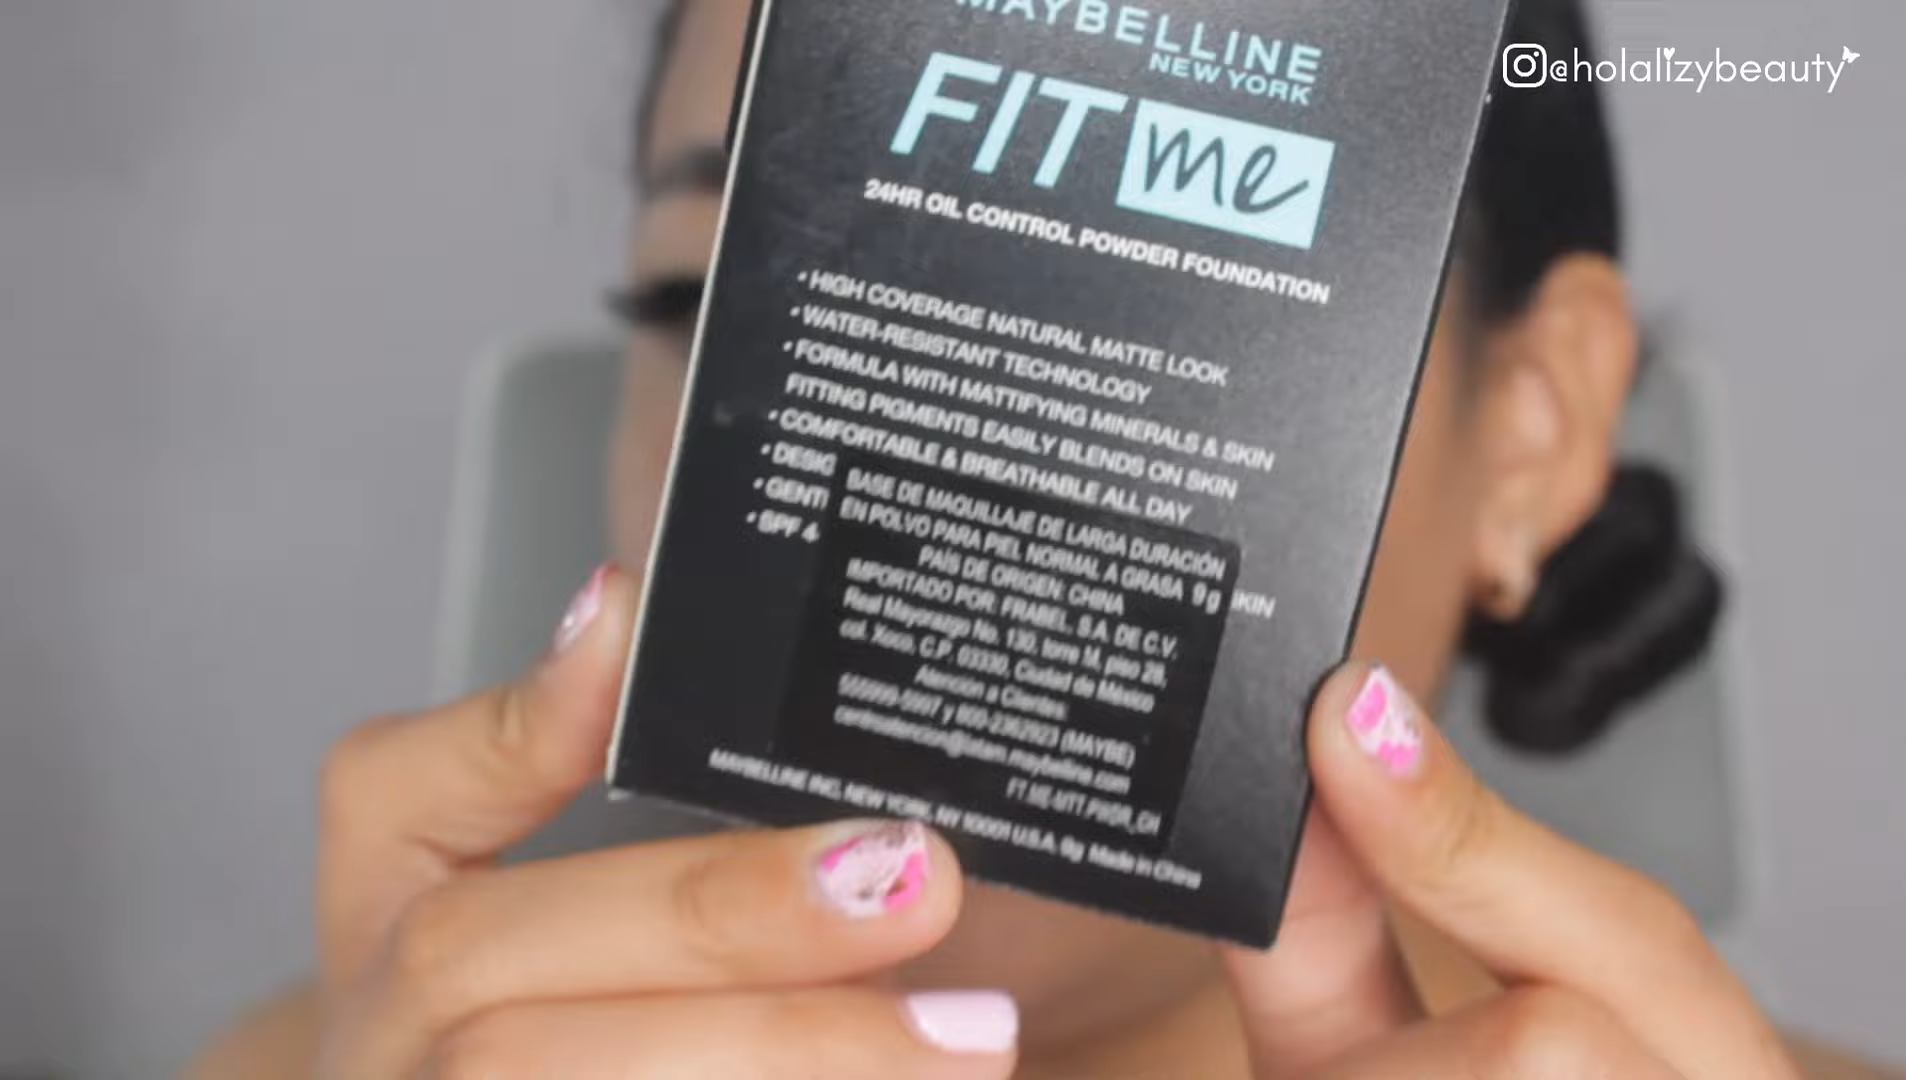 @holalizybeauty
MAYBELLINE
NEW YORK
FIT me
24HR OIL CONTROL POWDER FOUNDATION
• HIGH COVERAGE NATURAL MATTE LOOK
• WATER-RESISTANT TECHNOLOGY
• FORMULA WITH MATTIFYING MINERALS & SKIN
FITTING PIGMENTS EASILY BLENDS ON SKIN
• COMFORTABLE & BREATHABLE ALL DAY
• SPF 4
BASE DE MAQUILLAJE DE LARGA DURACIÓN
EN POLVO PARA PIEL NORMAL A GRASA 9 g
PAÍS DE ORIGEN: CHINA
IMPORTADO POR: FRABEL, S.A. DE C.V.
Real Mayorazgo No. 130, torre M, piso 28,
col. Xoco, C.P. 03330, Ciudad de México
Atención a Clientes:
y 800-2362923 (MAYBE)
MAYBELLINE INC, NEW YORK, NY 10001 U.S.A. 9g Made in China